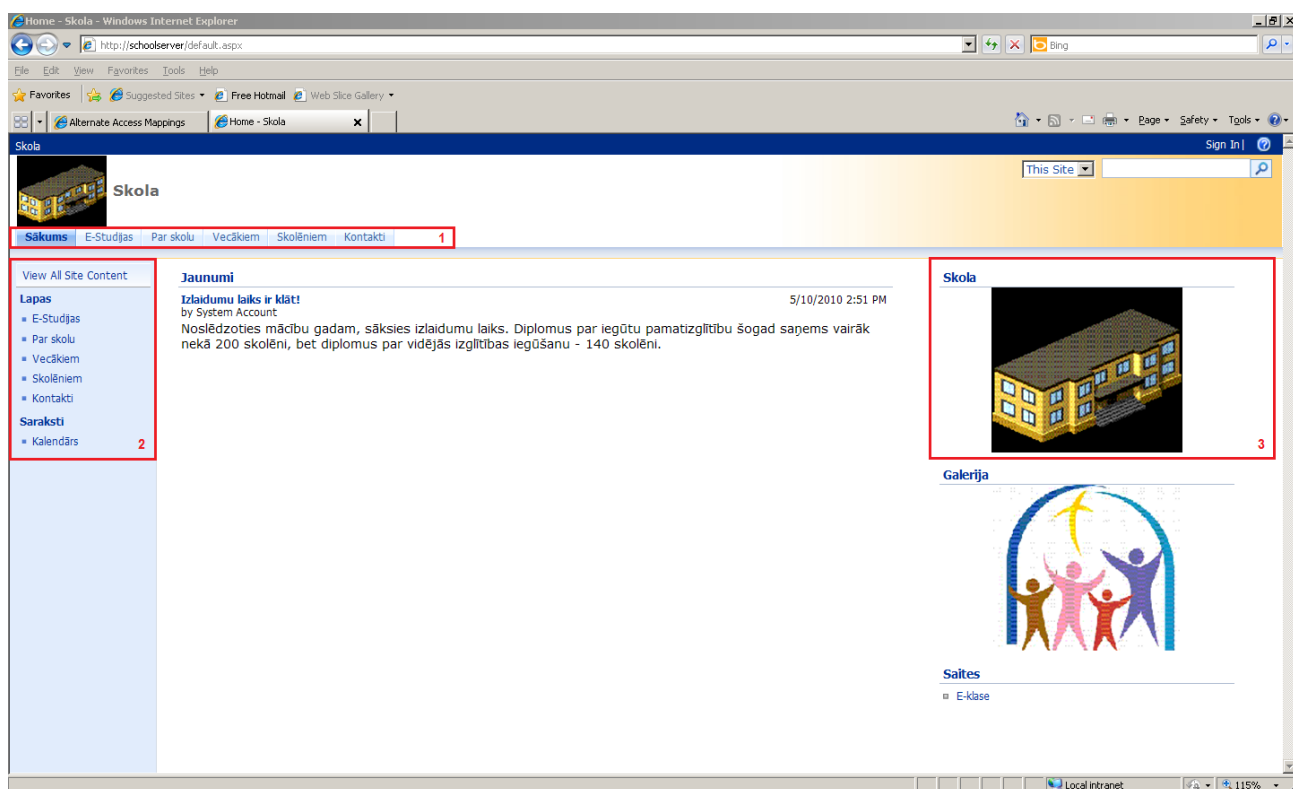 Home - Skola - Windows Internet Explorer
http://schoolserver/default.aspx
Bing
File Edit View Favorites Tools Help
Favorites Suggested Sites Free Hotmail Web Slice Gallery
Alternate Access Mappings Home - Skola Page Safety Tools
Skola Sign In |
This Site
Skola
Sākums E-Studijas Par skolu Vecākiem Skolēniem Kontakti 1
View All Site Content
Lapas
E-Studijas
Par skolu
Vecākiem
Skolēniem
Kontakti
Saraksti
Kalendārs 2
Jaunumi
Izlaidumu laiks ir klāt! 5/10/2010 2:51 PM
by System Account
Noslēdzoties mācību gadam, sāksies izlaidumu laiks. Diplomus par iegūtu pamatizglītību šogad saņems vairāk
nekā 200 skolēni, bet diplomus par vidējās izglītības iegūšanu - 140 skolēni.
Skola
3
Galerija
Saites
E-klase
Local intranet 115%